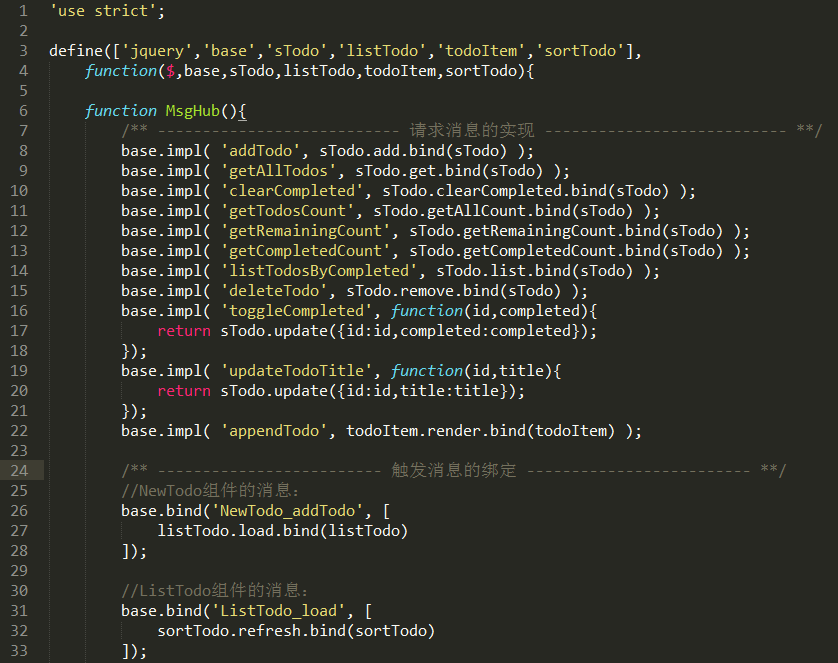 1 'use strict';
2
3 define(['jquery','base','sTodo','listTodo','todoItem','sortTodo'],
4 function($,base,sTodo,listTodo,todoItem,sortTodo){
5
6 function MsgHub(){
7 /** --------------------------- 请求消息的实现 --------------------------- **/
8 base.impl( 'addTodo', sTodo.add.bind(sTodo) );
9 base.impl( 'getAllTodos', sTodo.get.bind(sTodo) );
10 base.impl( 'clearCompleted', sTodo.clearCompleted.bind(sTodo) );
11 base.impl( 'getTodosCount', sTodo.getAllCount.bind(sTodo) );
12 base.impl( 'getRemainingCount', sTodo.getRemainingCount.bind(sTodo) );
13 base.impl( 'getCompletedCount', sTodo.getCompletedCount.bind(sTodo) );
14 base.impl( 'listTodosByCompleted', sTodo.list.bind(sTodo) );
15 base.impl( 'deleteTodo', sTodo.remove.bind(sTodo) );
16 base.impl( 'toggleCompleted', function(id,completed){
17 return sTodo.update({id:id,completed:completed});
18 });
19 base.impl( 'updateTodoTitle', function(id,title){
20 return sTodo.update({id:id,title:title});
21 });
22 base.impl( 'appendTodo', todoItem.render.bind(todoItem) );
23
24 /** ------------------------- 触发消息的绑定 ------------------------- **/
25 //NewTodo组件的消息：
26 base.bind('NewTodo_addTodo', [
27 listTodo.load.bind(listTodo)
28 ]);
29
30 //ListTodo组件的消息：
31 base.bind('ListTodo_load', [
32 sortTodo.refresh.bind(sortTodo)
33 ]);